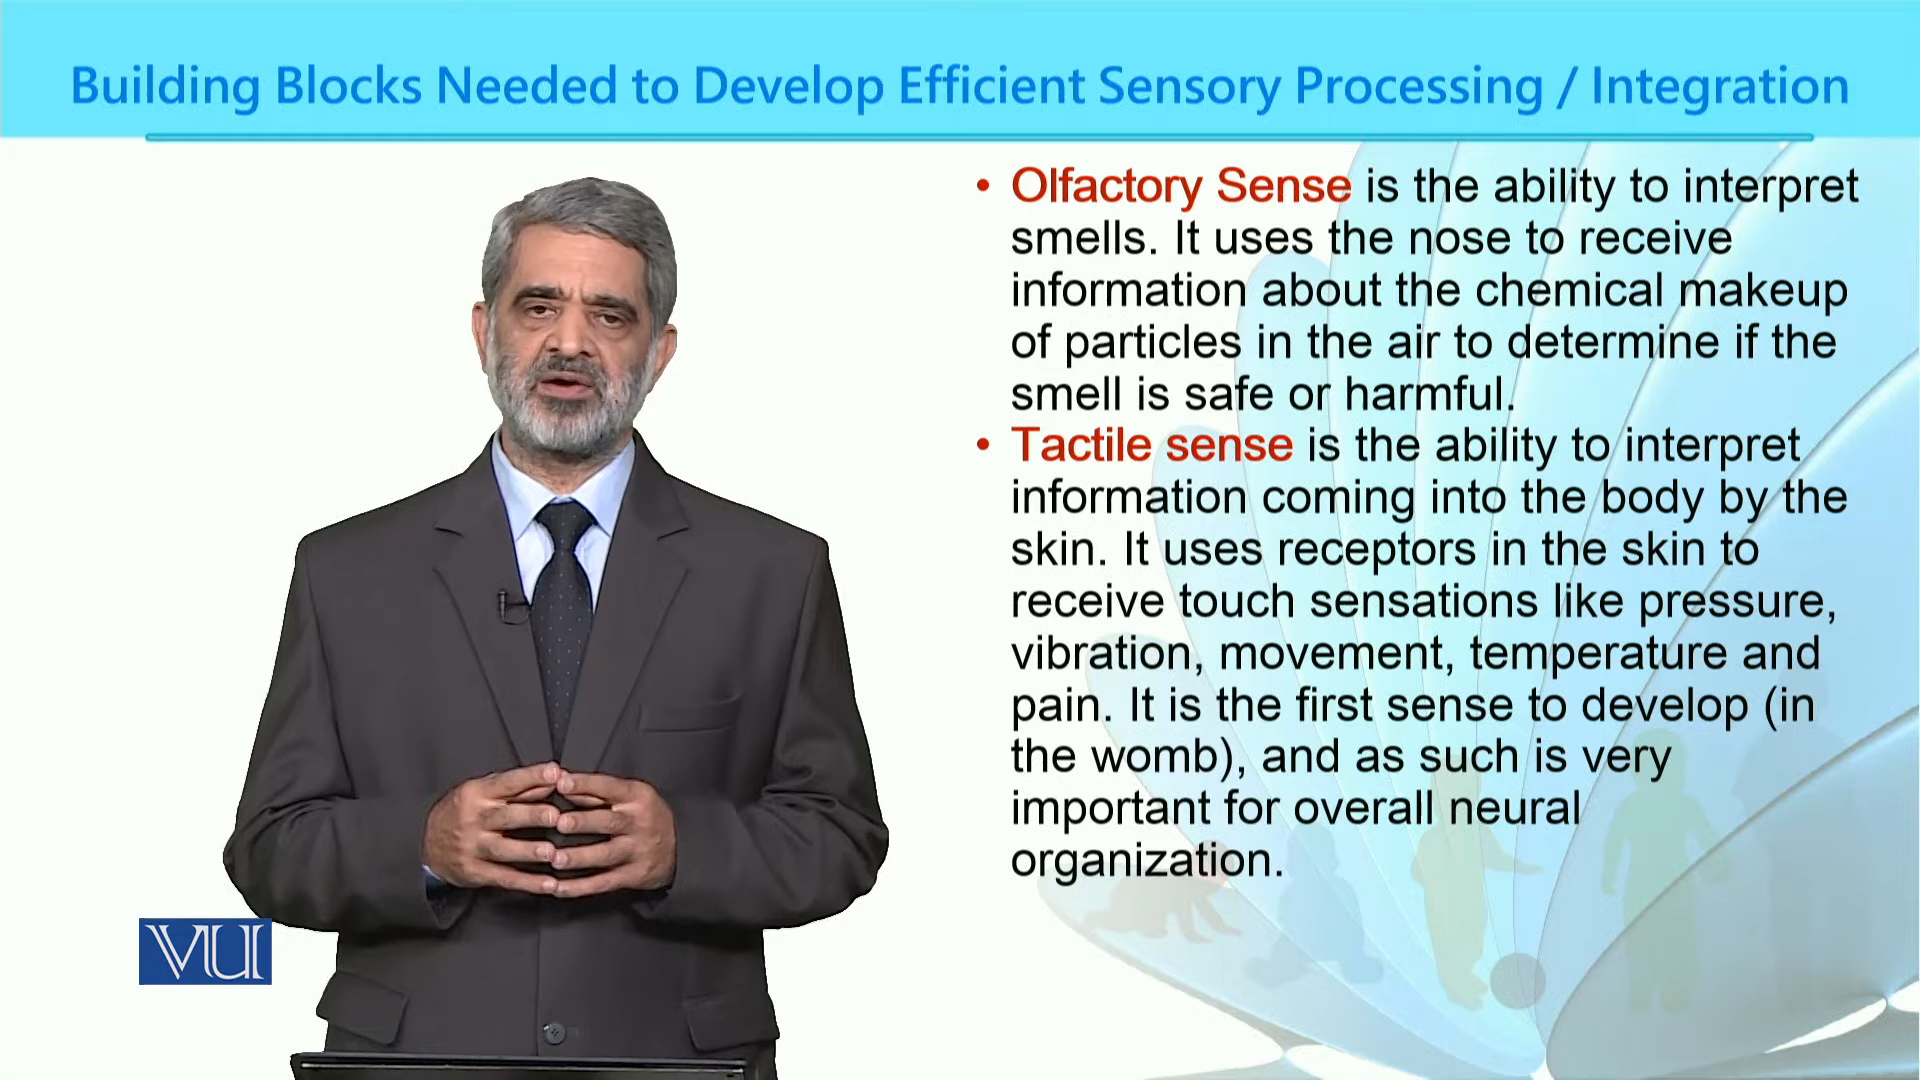 Building Blocks Needed to Develop Efficient Sensory Processing / Integration
• Olfactory Sense is the ability to interpret
smells. It uses the nose to receive
information about the chemical makeup
of particles in the air to determine if the
smell is safe or harmful.
• Tactile sense is the ability to interpret
information coming into the body by the
skin. It uses receptors in the skin to
receive touch sensations like pressure,
vibration, movement, temperature and
pain. It is the first sense to develop (in
the womb), and as such is very
important for overall neural
organization.
VU